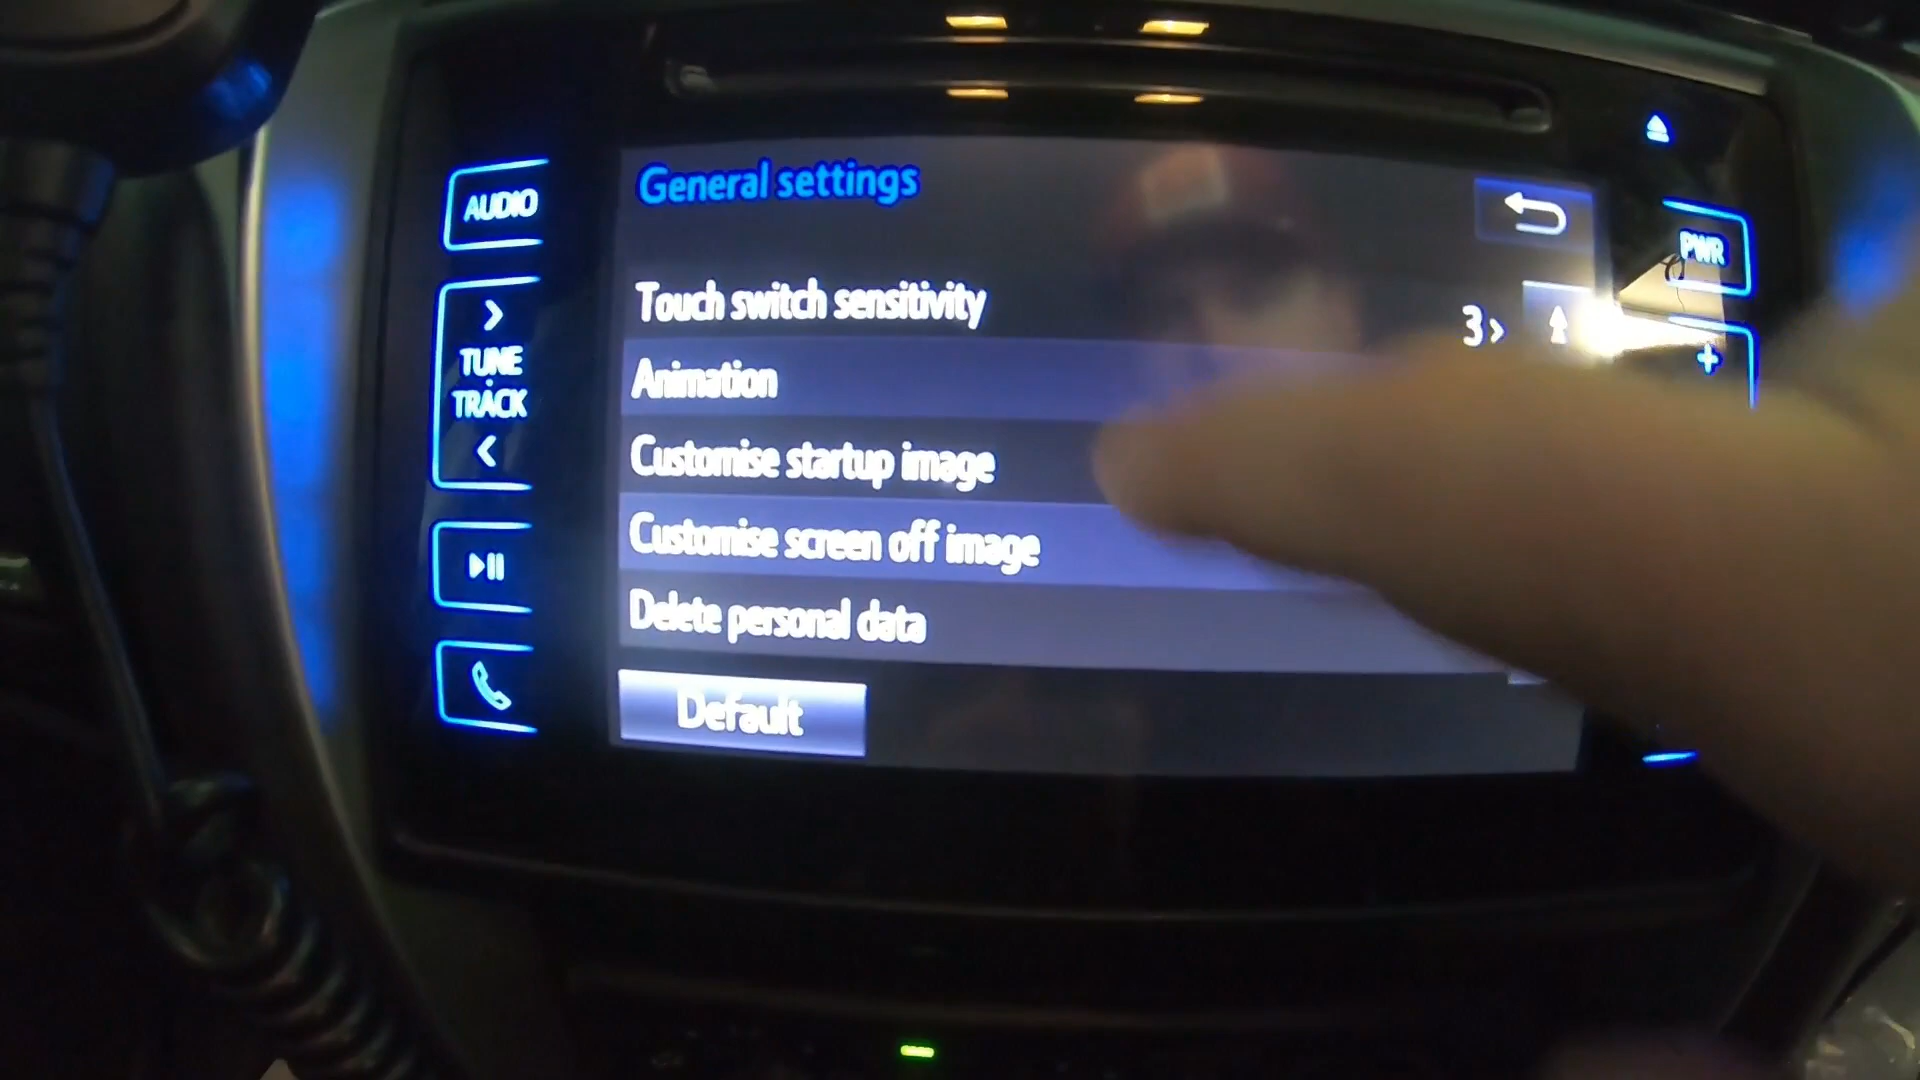 General settings
AUDIO
PWR
Touch switch sensitivity
3>
+
>
TUNE
TRACK
<
Animation
Customise startup image
Customise screen off image
Delete personal data
Default